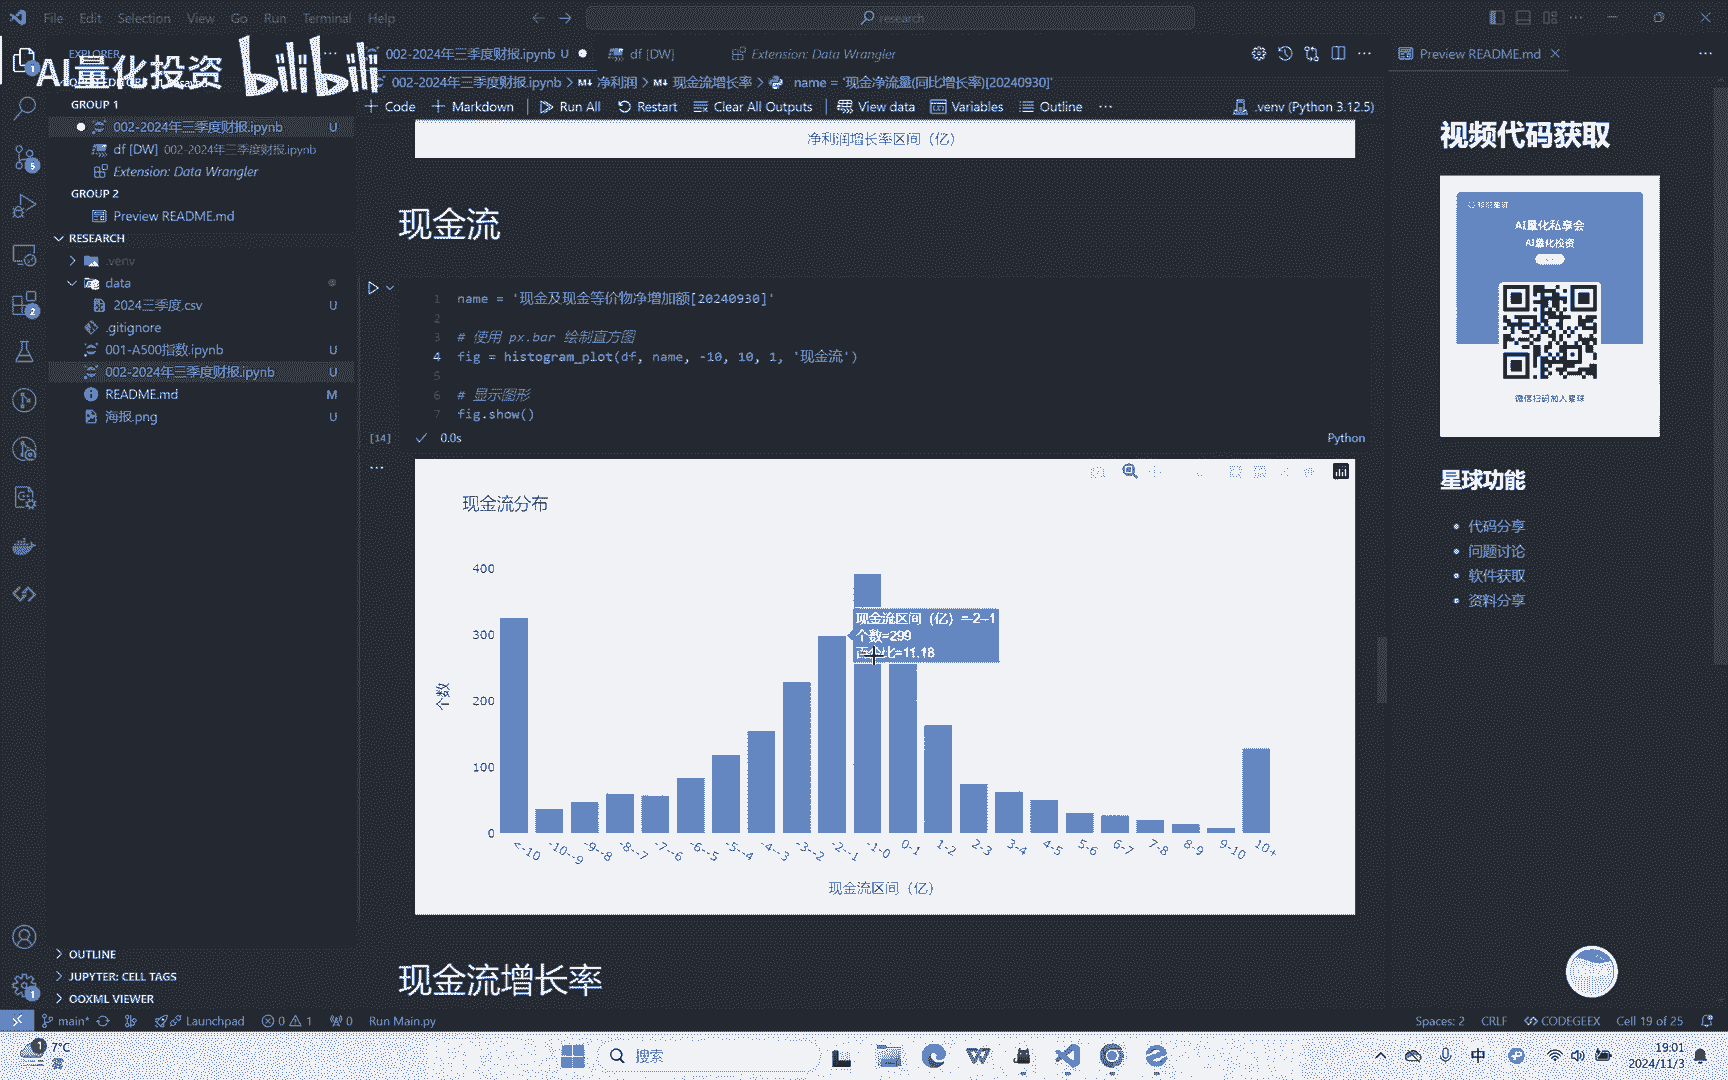 File Edit Selection View Go Run Terminal Help
research
AI量化投资 bilibili
EXPLORER
002-2024年三季度财报.ipynb U
df [DW]
Extension: Data Wrangler
Preview README.md
002-2024年三季度财报.ipynb > M↓ 净利润 > M↓ 现金流增长率 > name = '现金净流量(同比增长率)[20240930]'
Code Markdown Run All Restart Clear All Outputs View data Variables Outline
.venv (Python 3.12.5)
GROUP 1
002-2024年三季度财报.ipynb U
df [DW] 002-2024年三季度财报.ipynb
Extension: Data Wrangler
GROUP 2
Preview README.md
RESEARCH
.venv
data
2024三季度.csv U
.gitignore
001-A500指数.ipynb U
002-2024年三季度财报.ipynb U
README.md M
海报.png U
OUTLINE
JUPYTER: CELL TAGS
OOXML VIEWER
净利润增长率区间（亿）
现金流
1 name = '现金及现金等价物净增加额[20240930]'
2
3 # 使用 px.bar 绘制直方图
4 fig = histogram_plot(df, name, -10, 10, 1, '现金流')
5
6 # 显示图形
7 fig.show()
[14] 0.0s
Python
现金流分布
400
300
200
100
0
个数
现金流区间（亿）=-2--1
个数=299
百分比=11.18
<-10 -10--9 -9--8 -8--7 -7--6 -6--5 -5--4 -4--3 -3--2 -2--1 -1-0 0-1 1-2 2-3 3-4 4-5 5-6 6-7 7-8 8-9 9-10 10+
现金流区间（亿）
现金流增长率
视频代码获取
AI量化私享会
AI量化投资
微信扫码加入星球
星球功能
代码分享
问题讨论
软件获取
资料分享
main* Launchpad 0 1 0 Run Main.py
Spaces: 2 CRLF CODEGEEX Cell 19 of 25
7°C
搜索
中
19:01
2024/11/3